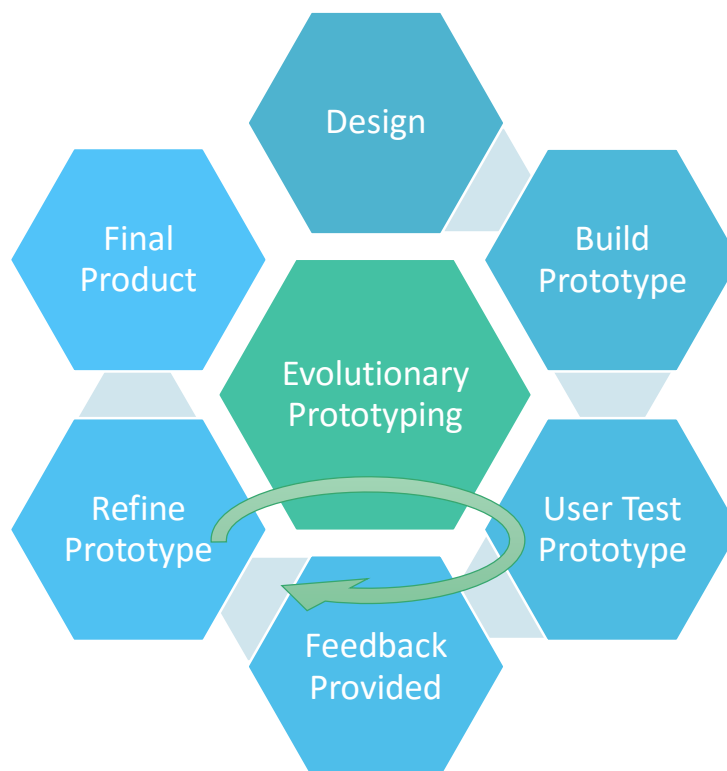 Design
Build
Prototype
User Test
Prototype
Feedback
Provided
Refine
Prototype
Final
Product
Evolutionary
Prototyping